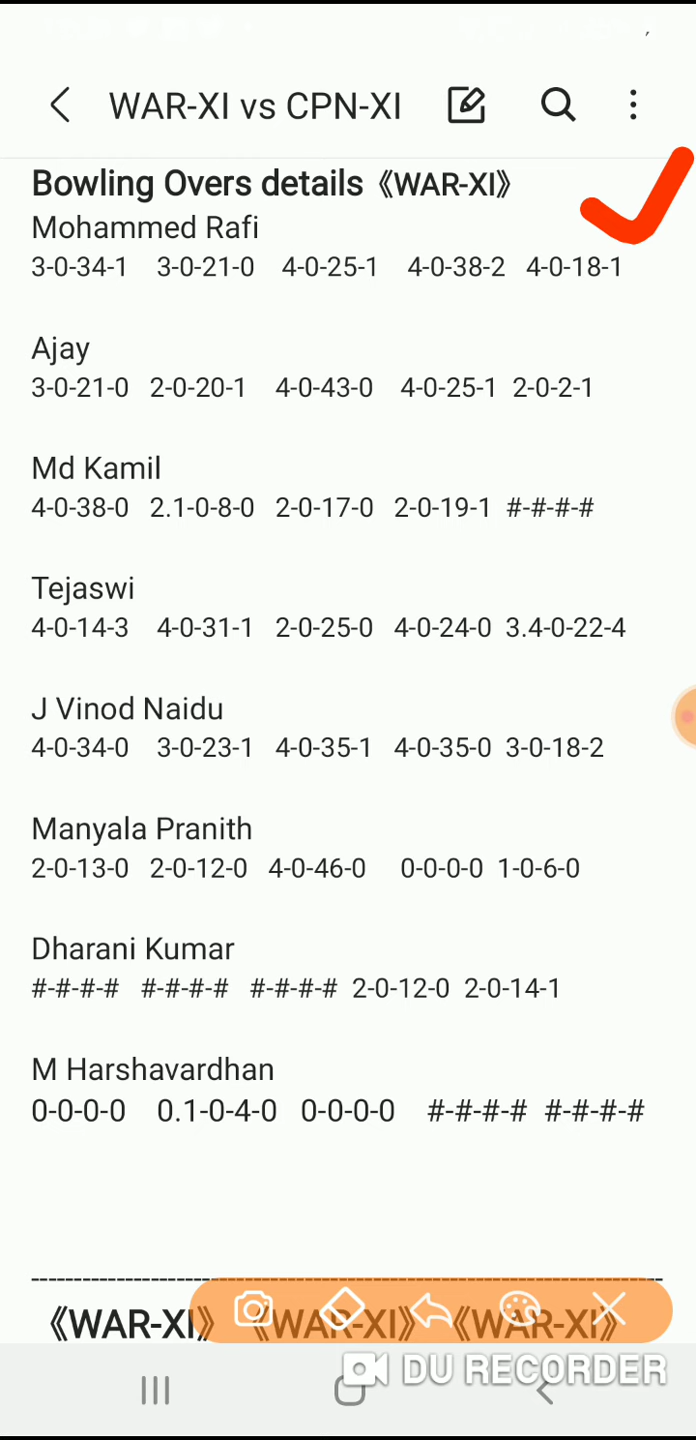 WAR-XI vs CPN-XI
Bowling Overs details 《WAR-XI》
Mohammed Rafi
3-0-34-1 3-0-21-0 4-0-25-1 4-0-38-2 4-0-18-1
Ajay
3-0-21-0 2-0-20-1 4-0-43-0 4-0-25-1 2-0-2-1
Md Kamil
4-0-38-0 2.1-0-8-0 2-0-17-0 2-0-19-1 #-#-#-#
Tejaswi
4-0-14-3 4-0-31-1 2-0-25-0 4-0-24-0 3.4-0-22-4
J Vinod Naidu
4-0-34-0 3-0-23-1 4-0-35-1 4-0-35-0 3-0-18-2
Manyala Pranith
2-0-13-0 2-0-12-0 4-0-46-0 0-0-0-0 1-0-6-0
Dharani Kumar
#-#-#-# #-#-#-# #-#-#-# 2-0-12-0 2-0-14-1
M Harshavardhan
0-0-0-0 0.1-0-4-0 0-0-0-0 #-#-#-# #-#-#-#
--------------------------------------------------------------
《WAR-XI》 《WAR-XI》 《WAR-XI》
DU RECORDER